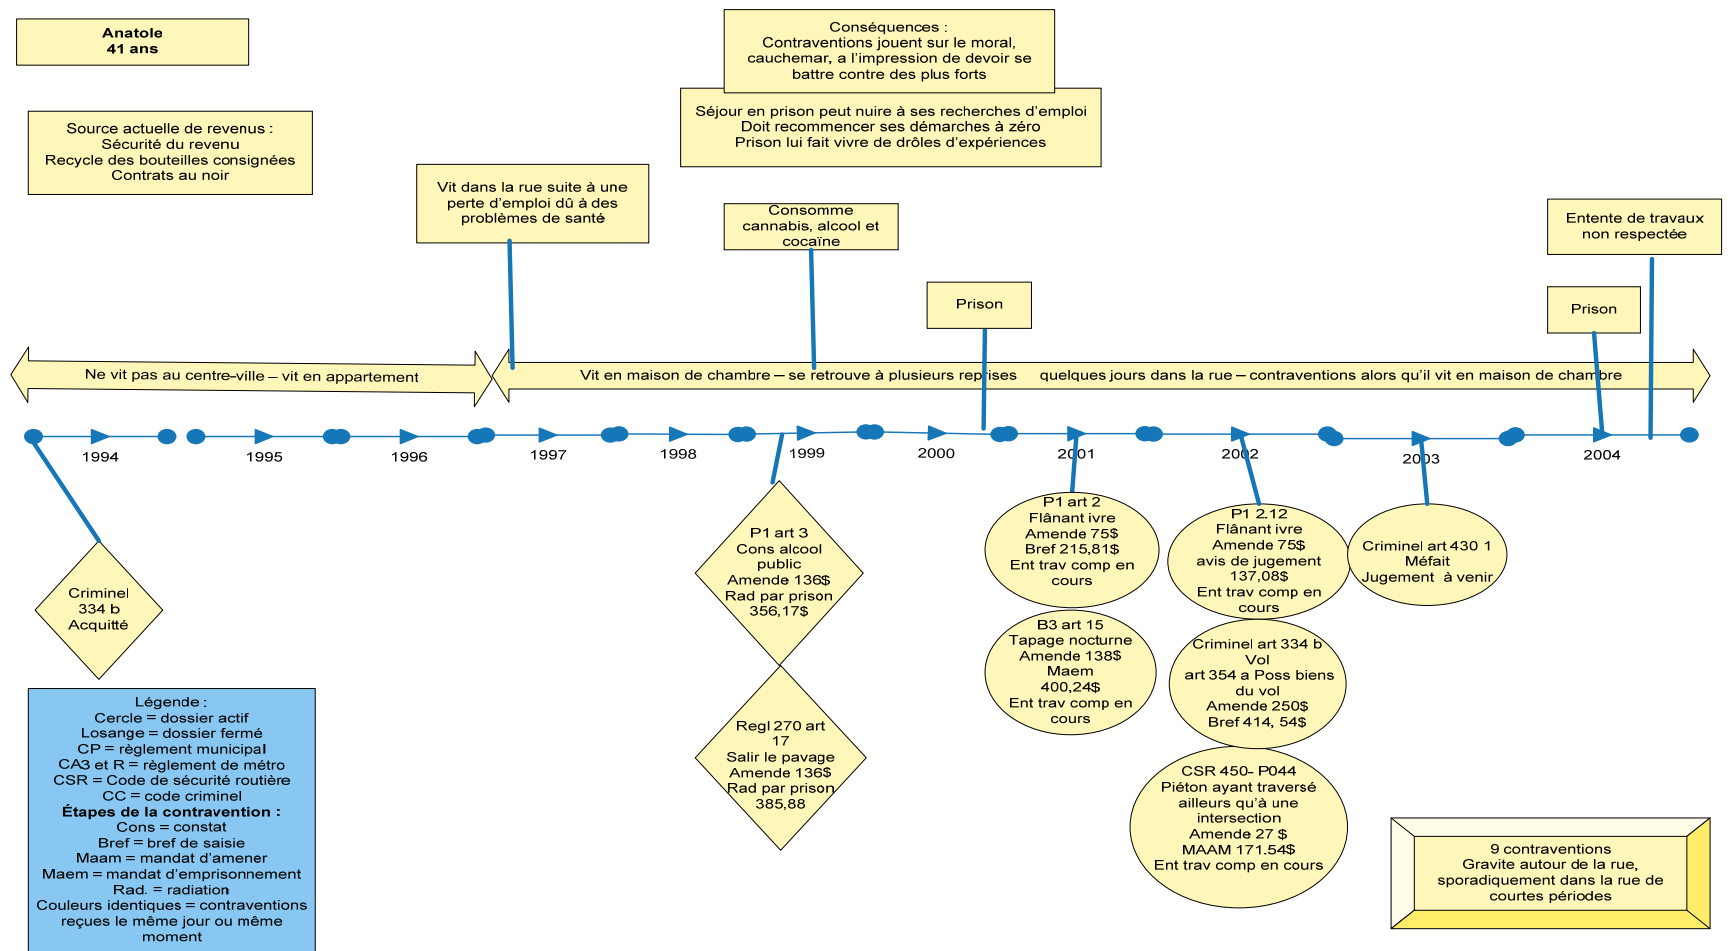 Anatole
41 ans
Conséquences :
Contraventions jouent sur le moral,
cauchemar, a l'impression de devoir se
battre contre des plus forts
Séjour en prison peut nuire à ses recherches d'emploi
Doit recommencer ses démarches à zéro
Prison lui fait vivre de drôles d'expériences
Source actuelle de revenus :
Sécurité du revenu
Recycle des bouteilles consignées
Contrats au noir
Vit dans la rue suite à une
perte d'emploi dû à des
problèmes de santé
Consomme
cannabis, alcool et
cocaïne
Entente de travaux
non respectée
Prison
Prison
Ne vit pas au centre-ville – vit en appartement
Vit en maison de chambre – se retrouve à plusieurs reprises quelques jours dans la rue – contraventions alors qu'il vit en maison de chambre
1994
1995
1996
1997
1998
1999
2000
2001
2002
2003
2004
Criminel
334 b
Acquitté
P1 art 3
Cons alcool
public
Amende 136$
Rad par prison
356,17$
Regl 270 art
17
Salir le pavage
Amende 136$
Rad par prison
385,88
P1 art 2
Flânant ivre
Amende 75$
Bref 215,81$
Ent trav comp en
cours
B3 art 15
Tapage nocturne
Amende 138$
Maem
400,24$
Ent trav comp en
cours
P1 2.12
Flânant ivre
Amende 75$
avis de jugement
137,08$
Ent trav comp en
cours
Criminel art 334 b
Vol
art 354 a Poss biens
du vol
Amende 250$
Bref 414, 54$
CSR 450- P044
Piéton ayant traversé
ailleurs qu'à une
intersection
Amende 27 $
MAAM 171.54$
Ent trav comp en cours
Criminel art 430 1
Méfait
Jugement à venir
Légende :
Cercle = dossier actif
Losange = dossier fermé
CP = règlement municipal
CA3 et R = règlement de métro
CSR = Code de sécurité routière
CC = code criminel
Étapes de la contravention :
Cons = constat
Bref = bref de saisie
Maam = mandat d'amener
Maem = mandat d'emprisonnement
Rad. = radiation
Couleurs identiques = contraventions
reçues le même jour ou même
moment
9 contraventions
Gravite autour de la rue,
sporadiquement dans la rue de
courtes périodes